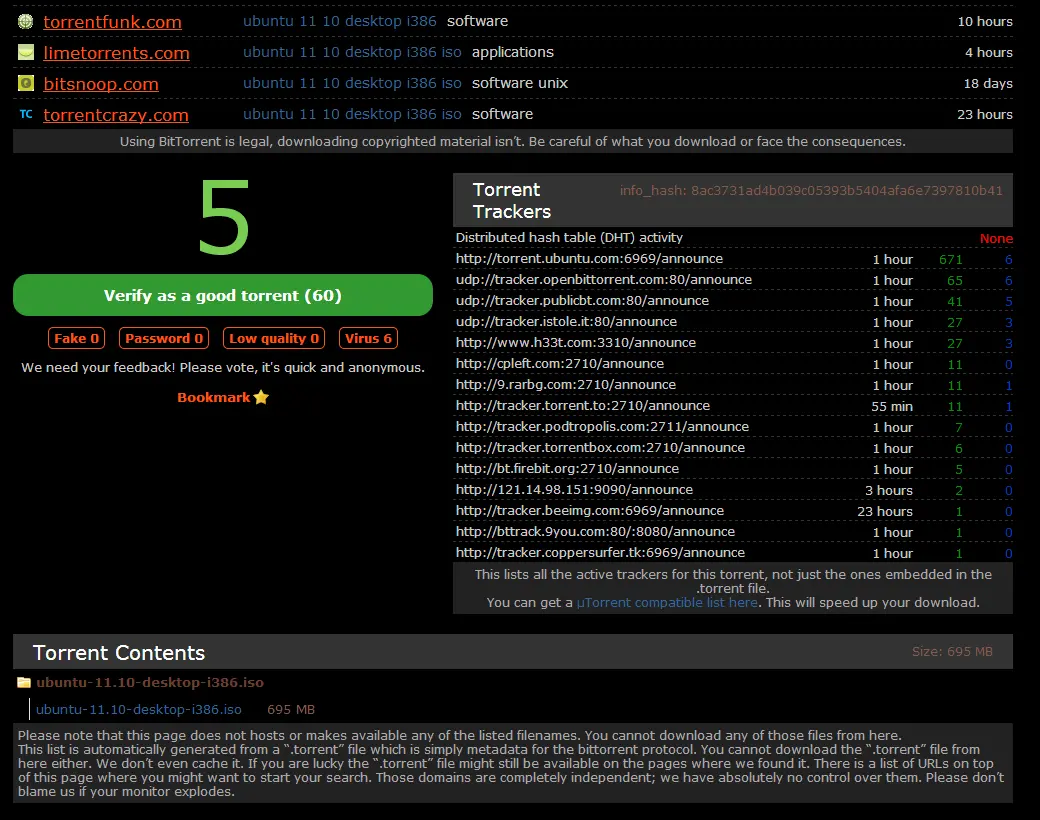 torrentfunk.com ubuntu 11 10 desktop i386 software 10 hours
limetorrents.com ubuntu 11 10 desktop i386 iso applications 4 hours
bitsnoop.com ubuntu 11 10 desktop i386 iso software unix 18 days
TC torrentcrazy.com ubuntu 11 10 desktop i386 iso software 23 hours
Using BitTorrent is legal, downloading copyrighted material isn't. Be careful of what you download or face the consequences.
5
Verify as a good torrent (60)
Fake 0 Password 0 Low quality 0 Virus 6
We need your feedback! Please vote, it's quick and anonymous.
Bookmark
Torrent
Trackers
info_hash: 8ac3731ad4b039c05393b5404afa6e7397810b41
Distributed hash table (DHT) activity None
http://torrent.ubuntu.com:6969/announce 1 hour 671 6
udp://tracker.openbittorrent.com:80/announce 1 hour 65 6
udp://tracker.publicbt.com:80/announce 1 hour 41 5
udp://tracker.istole.it:80/announce 1 hour 27 3
http://www.h33t.com:3310/announce 1 hour 27 3
http://cpleft.com:2710/announce 1 hour 11 0
http://9.rarbg.com:2710/announce 1 hour 11 1
http://tracker.torrent.to:2710/announce 55 min 11 1
http://tracker.podtropolis.com:2711/announce 1 hour 7 0
http://tracker.torrentbox.com:2710/announce 1 hour 6 0
http://bt.firebit.org:2710/announce 1 hour 5 0
http://121.14.98.151:9090/announce 3 hours 2 0
http://tracker.beeimg.com:6969/announce 23 hours 1 0
http://bttrack.9you.com:80/:8080/announce 1 hour 1 0
http://tracker.coppersurfer.tk:6969/announce 1 hour 1 0
This lists all the active trackers for this torrent, not just the ones embedded in the
.torrent file.
You can get a µTorrent compatible list here. This will speed up your download.
Torrent Contents Size: 695 MB
ubuntu-11.10-desktop-i386.iso
ubuntu-11.10-desktop-i386.iso 695 MB
Please note that this page does not hosts or makes available any of the listed filenames. You cannot download any of those files from here.
This list is automatically generated from a “.torrent” file which is simply metadata for the bittorrent protocol. You cannot download the “.torrent” file from
here either. We don't even cache it. If you are lucky the “.torrent” file might still be available on the pages where we found it. There is a list of URLs on top
of this page where you might want to start your search. Those domains are completely independent; we have absolutely no control over them. Please don't
blame us if your monitor explodes.